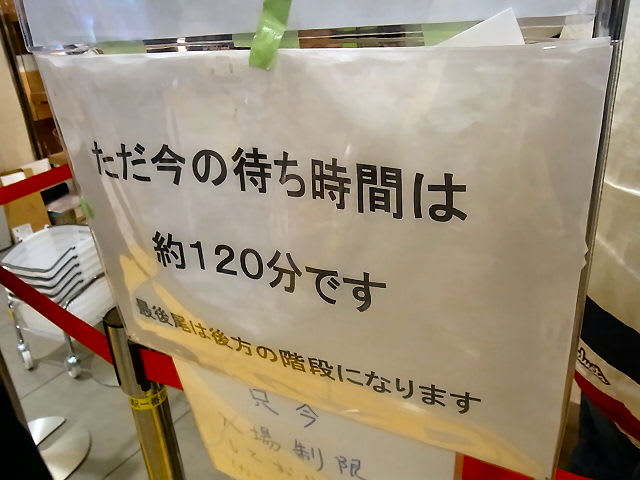 ただ今の待ち時間は
約120分です
最後尾は後方の階段になります
只今
入場制限